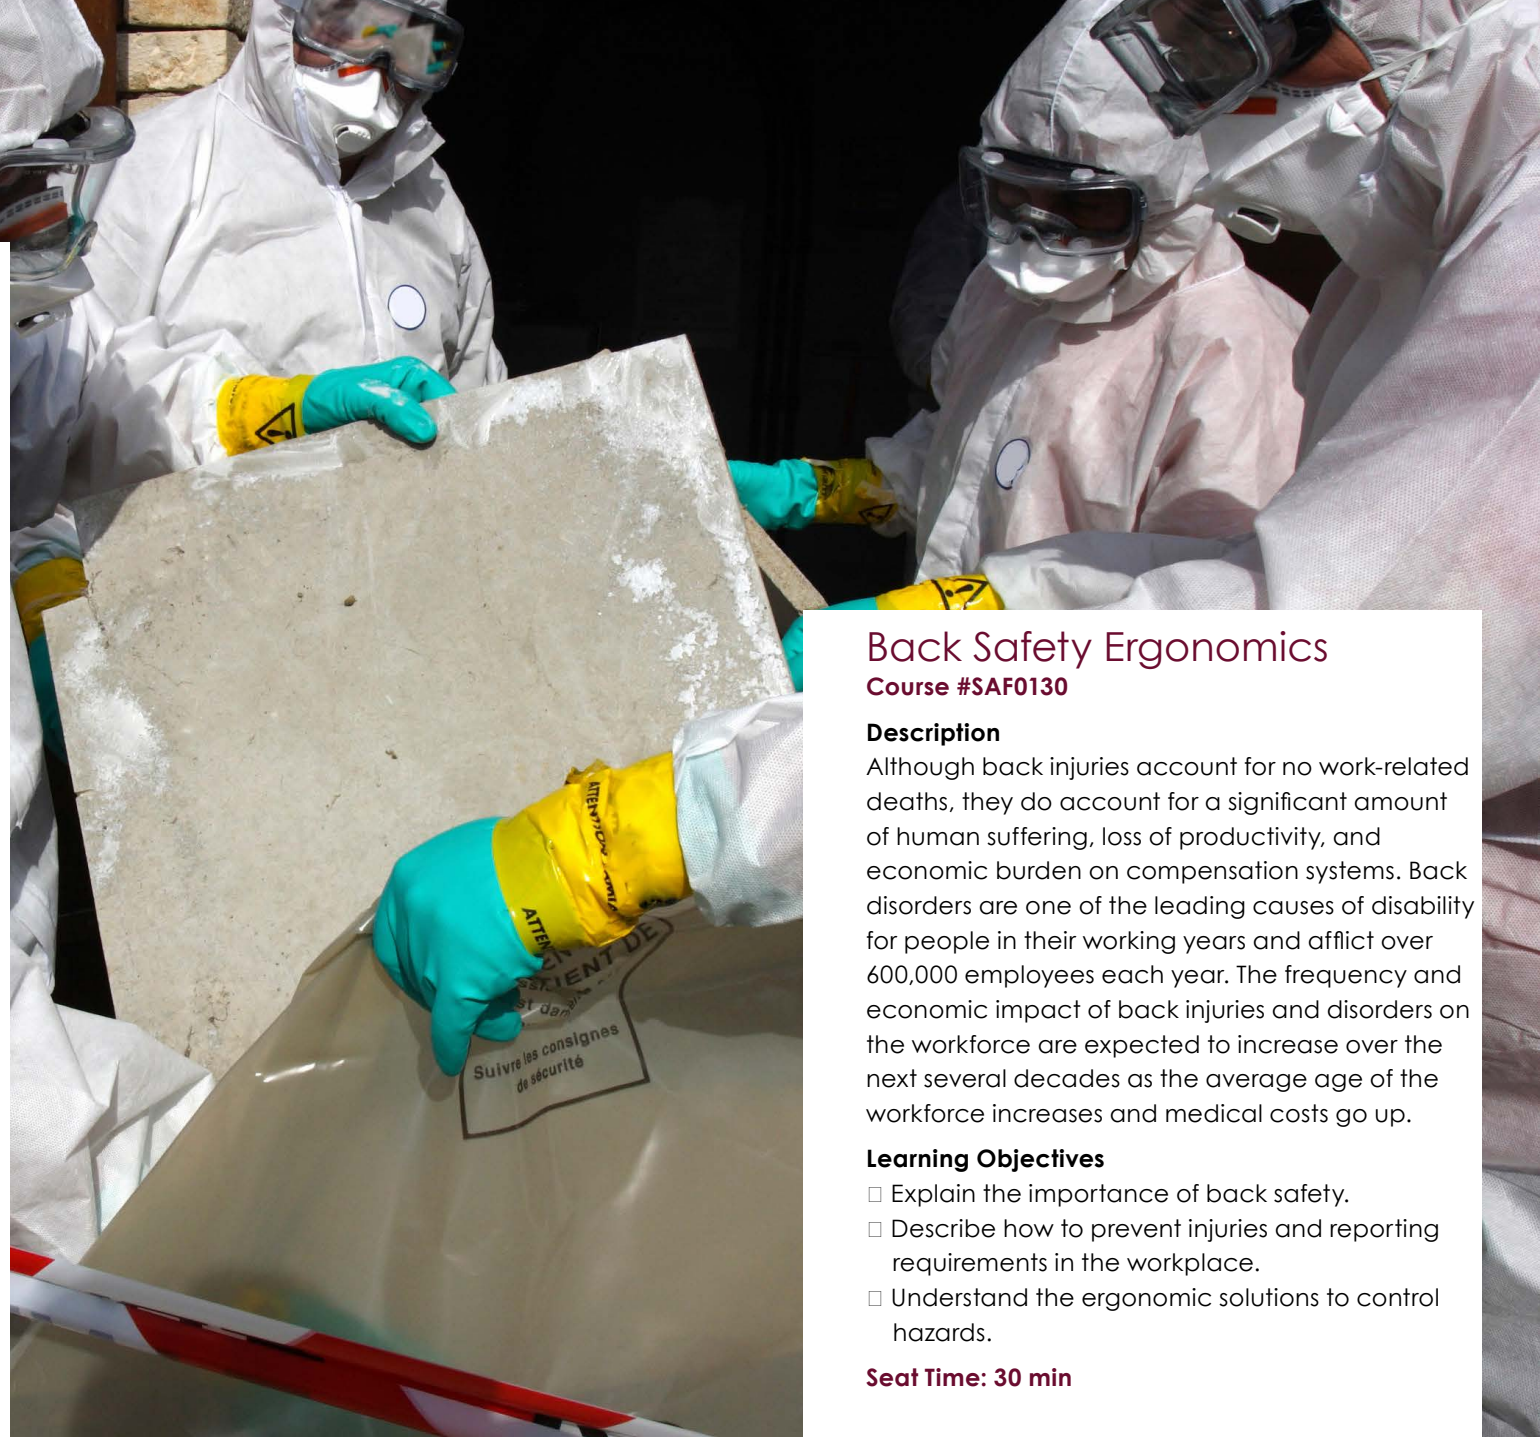 Back Safety Ergonomics
Course #SAF0130
Description
Although back injuries account for no work-related
deaths, they do account for a significant amount
of human suffering, loss of productivity, and
economic burden on compensation systems. Back
disorders are one of the leading causes of disability
for people in their working years and afflict over
600,000 employees each year. The frequency and
economic impact of back injuries and disorders on
the workforce are expected to increase over the
next several decades as the average age of the
workforce increases and medical costs go up.
Learning Objectives
□ Explain the importance of back safety.
□ Describe how to prevent injuries and reporting
requirements in the workplace.
□ Understand the ergonomic solutions to control
hazards.
Seat Time: 30 min
ATTENTION
DE
Suivre les consignes
de sécurité